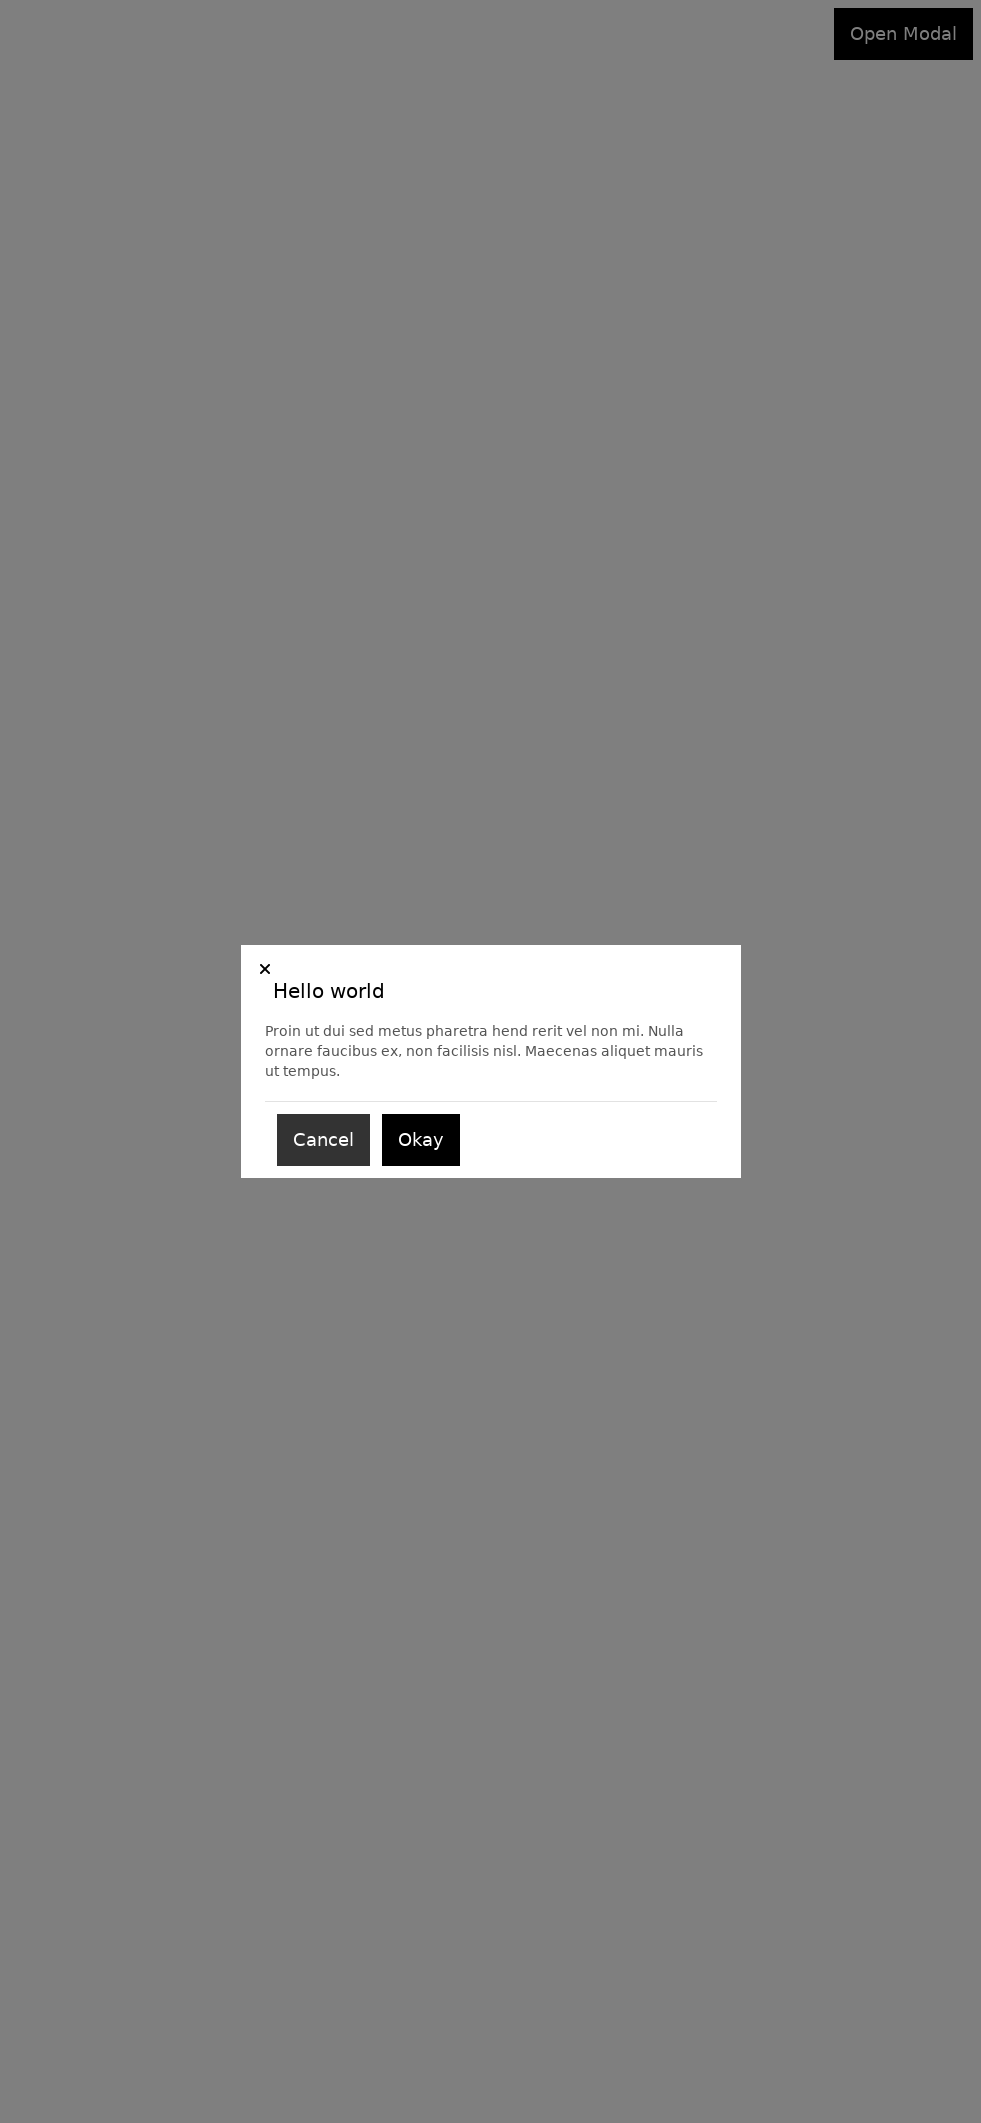 Open Modal
Hello world
Proin ut dui sed metus pharetra hend rerit vel non mi. Nulla
ornare faucibus ex, non facilisis nisl. Maecenas aliquet mauris
ut tempus.
Cancel Okay